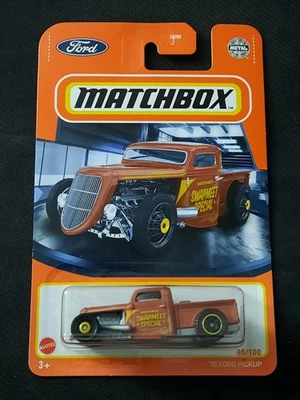 Ford
METAL
MATCHBOX
SWAPMEET
SPECIAL
SWAPMEET
SPECIAL
MATTEL
3+
65/100
'35 FORD PICKUP